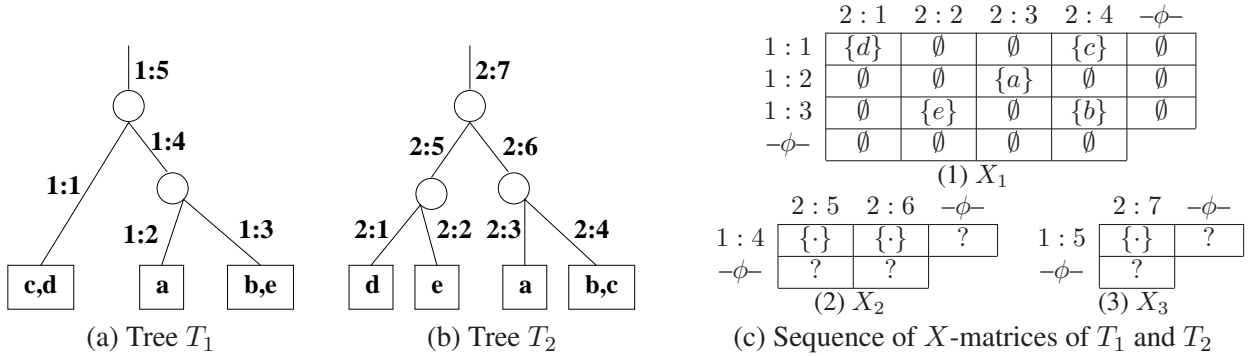 1:5
1:4
1:1
1:2
1:3
c,d
a
b,e
(a) Tree T₁
2:7
2:5
2:6
2:1
2:2
2:3
2:4
d
e
a
b,c
(b) Tree T₂
2 : 1 2 : 2 2 : 3 2 : 4 –ϕ–
1 : 1 {d} ∅ ∅ {c} ∅
1 : 2 ∅ ∅ {a} ∅ ∅
1 : 3 ∅ {e} ∅ {b} ∅
–ϕ– ∅ ∅ ∅ ∅
(1) X₁
2 : 5 2 : 6 –ϕ–
1 : 4 {·} {·} ?
–ϕ– ? ?
(2) X₂
2 : 7 –ϕ–
1 : 5 {·} ?
–ϕ– ?
(3) X₃
(c) Sequence of X-matrices of T₁ and T₂